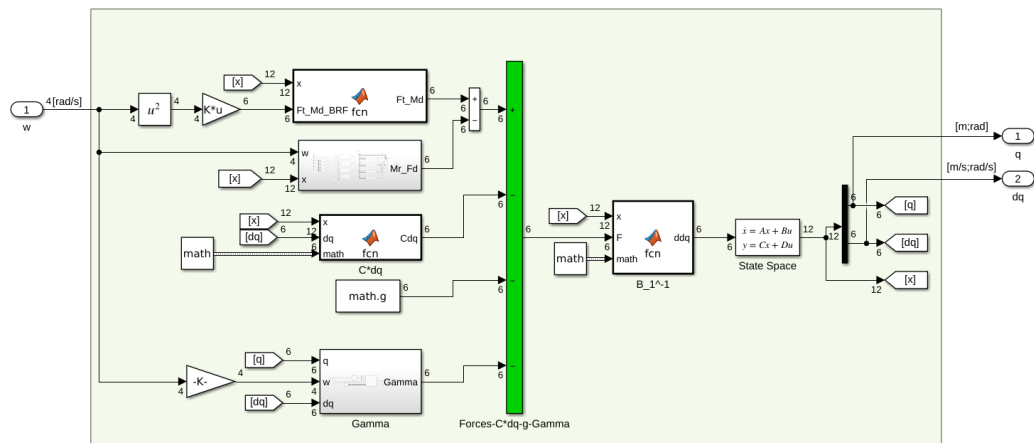 1
w
4[rad/s]
4
u²
4
4
K*u
6
[x]
12
12
x
6
Ft_Md_BRF
Ft_Md
fcn
6
6
+
6
−
6
6
+
4
w
[x]
12
12
x
Mr_Fd
6
[x]
12
x
[dq]
6
12
dq
math
6
math
Cdq
fcn
6
6
−
C*dq
math.g
6
6
−
4
-K-
4
[q]
6
6
q
4
w
[dq]
6
6
dq
Gamma
6
6
−
Gamma
Forces-C*dq-g-Gamma
6
[x]
12
12
x
6
F
math
math
ddq
fcn
B_1^-1
6
6
ẋ = Ax + Bu
y = Cx + Du
State Space
12
12
6
6
[m;rad]
1
q
[m/s;rad/s]
2
dq
6
[q]
6
[dq]
12
[x]